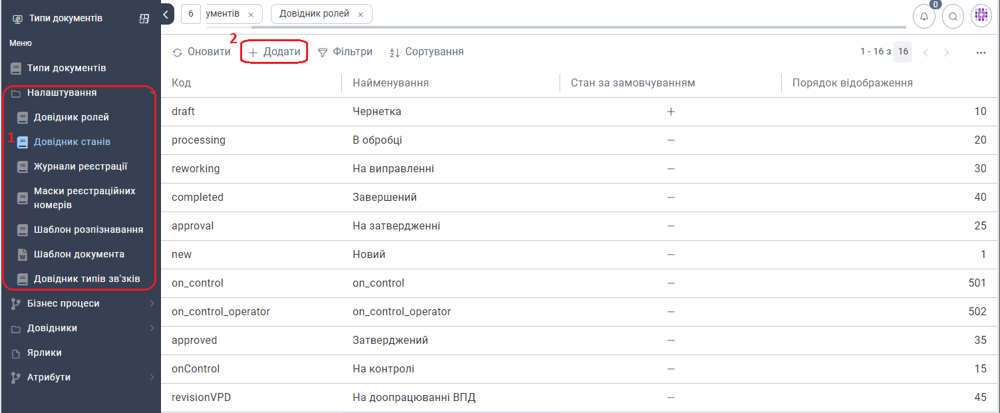 Типи документів
Меню
Типи документів
Налаштування
Довідник ролей
1
Довідник станів
Журнали реєстрації
Маски реєстраційних
номерів
Шаблон розпізнавання
Шаблон документа
Довідник типів зв'язків
Бізнес процеси
Довідники
Ярлики
Атрибути
6 ументів × Довідник ролей × 0
2
Оновити + Додати Фільтри Сортування 1 - 16 з 16 ...
Код Найменування Стан за замовчуванням Порядок відображення
draft Чернетка + 10
processing В обробці — 20
reworking На виправленні — 30
completed Завершений — 40
approval На затвердженні — 25
new Новий — 1
on_control on_control — 501
on_control_operator on_control_operator — 502
approved Затверджений — 35
onControl На контролі — 15
revisionVPD На доопрацюванні ВПД — 45